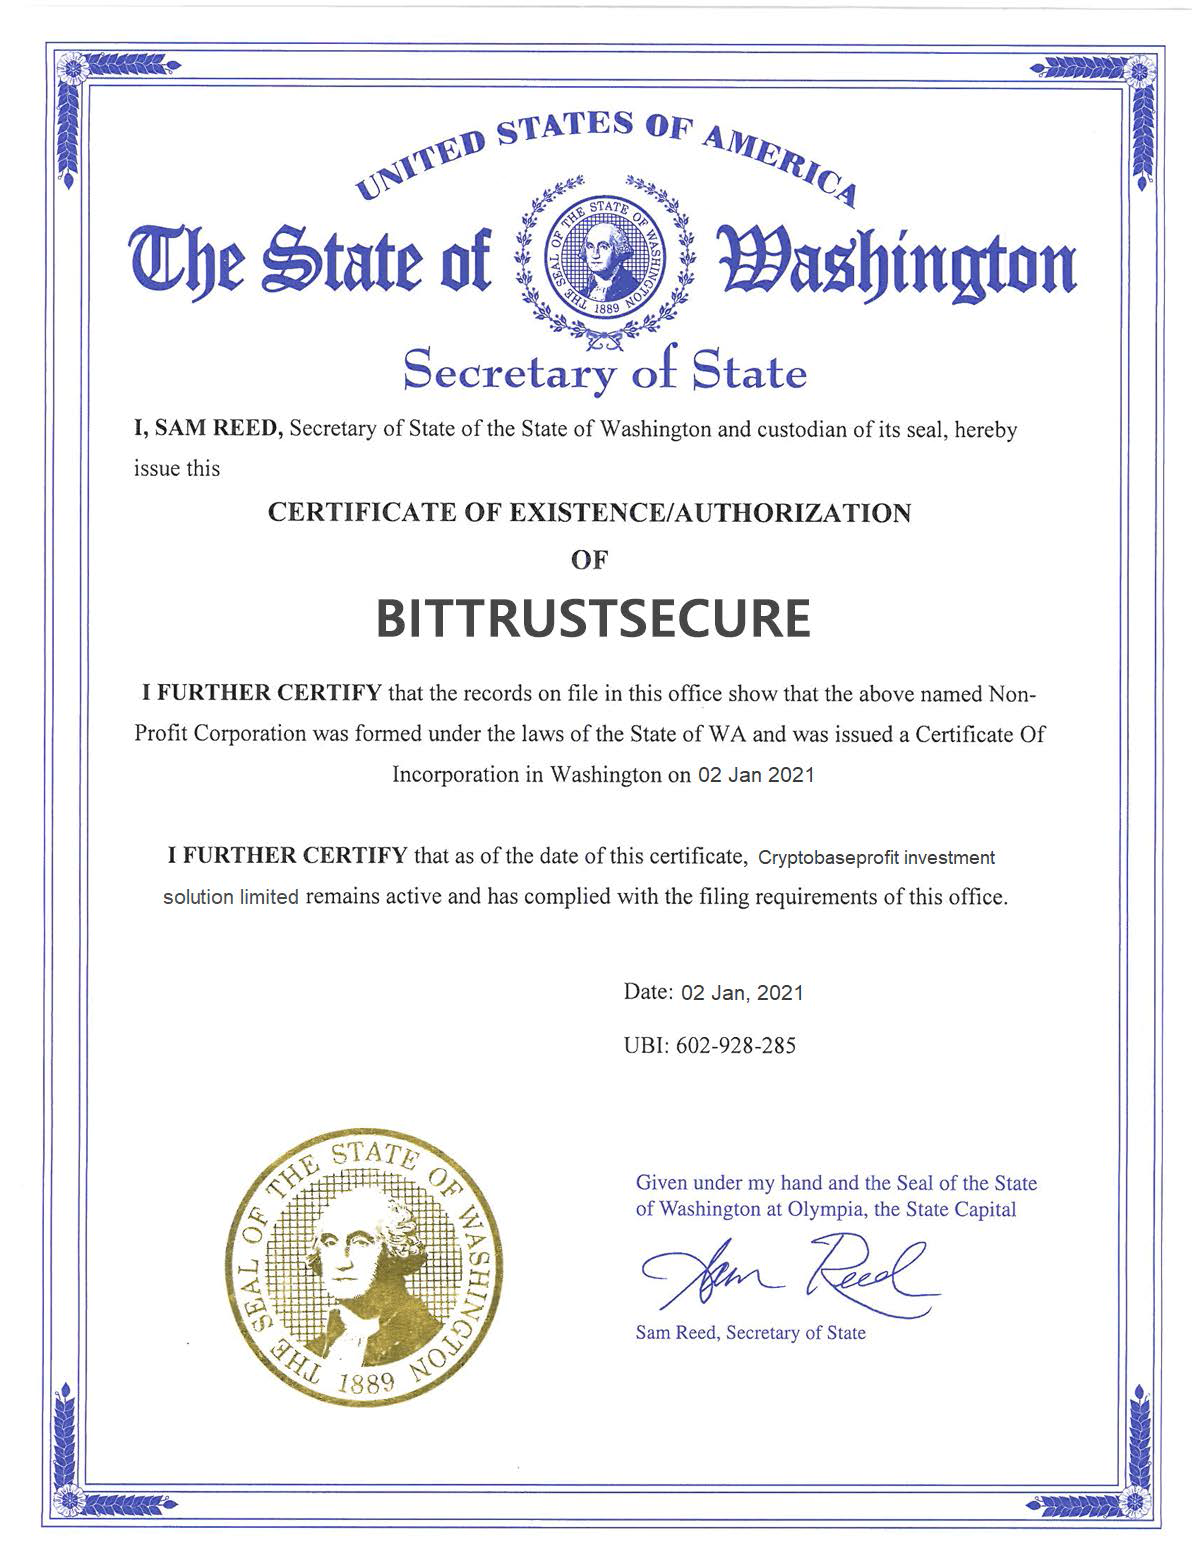 UNITED STATES OF AMERICA
The State of Washington
THE SEAL OF THE STATE OF WASHINGTON
1889
Secretary of State
I, SAM REED, Secretary of State of the State of Washington and custodian of its seal, hereby
issue this
CERTIFICATE OF EXISTENCE/AUTHORIZATION
OF
BITTRUSTSECURE
I FURTHER CERTIFY that the records on file in this office show that the above named Non-
Profit Corporation was formed under the laws of the State of WA and was issued a Certificate Of
Incorporation in Washington on 02 Jan 2021
I FURTHER CERTIFY that as of the date of this certificate, Cryptobaseprofit investment
solution limited remains active and has complied with the filing requirements of this office.
Date: 02 Jan, 2021
UBI: 602-928-285
THE SEAL OF THE STATE OF WASHINGTON
1889
Given under my hand and the Seal of the State
of Washington at Olympia, the State Capital
Sam Reed
Sam Reed, Secretary of State